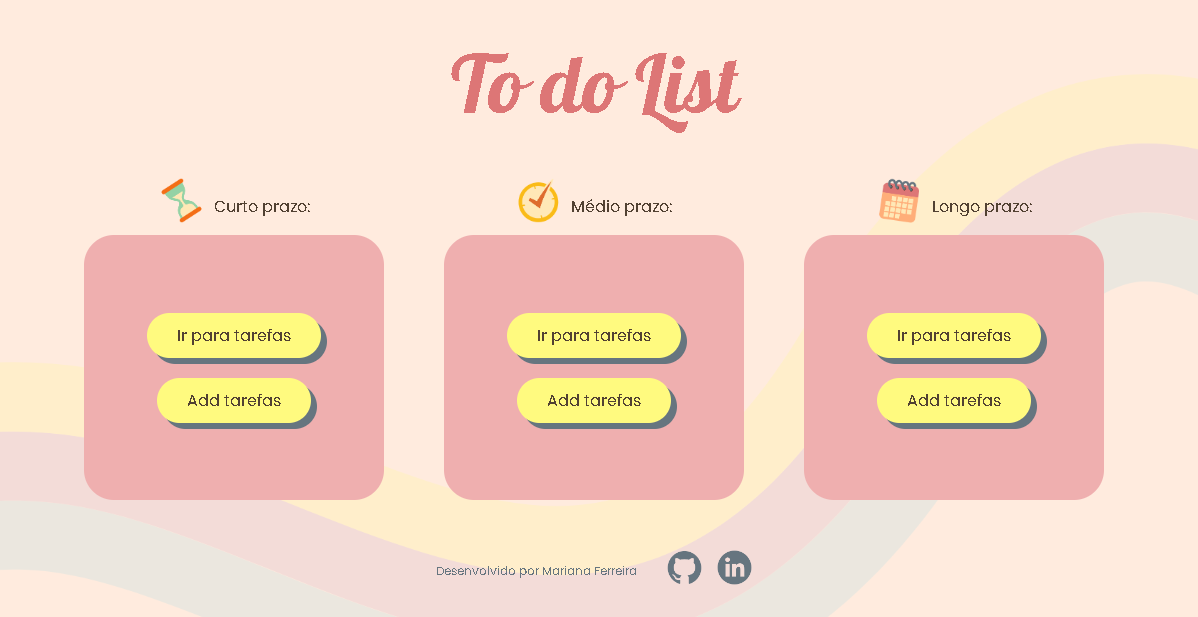 To do List
Curto prazo:
Médio prazo:
Longo prazo:
Ir para tarefas
Ir para tarefas
Ir para tarefas
Add tarefas
Add tarefas
Add tarefas
Desenvolvido por Mariana Ferreira
in